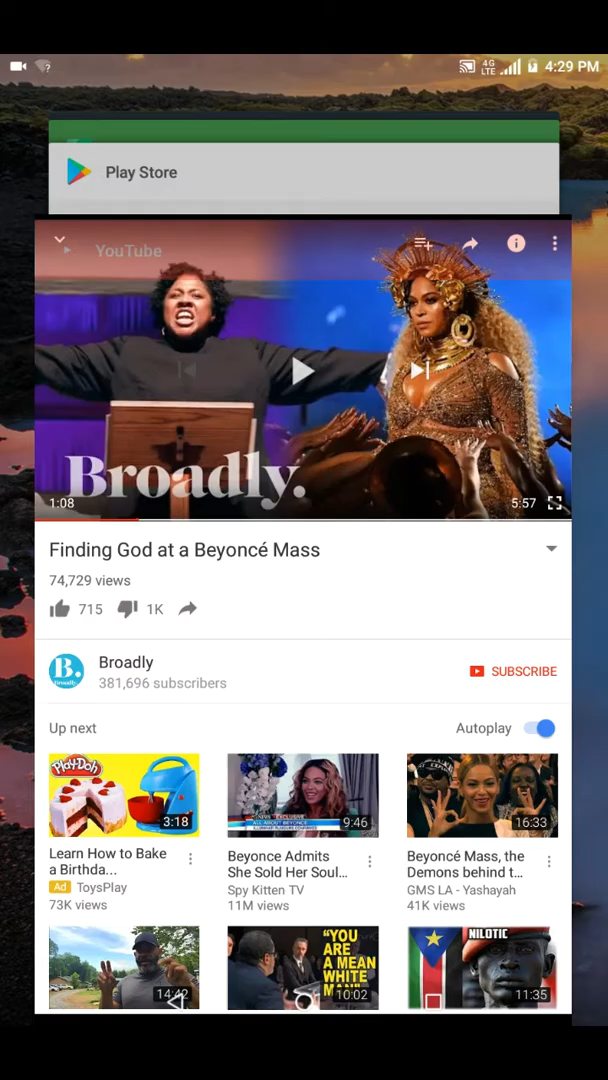 4G
LTE
4:29 PM
Play Store
YouTube
Broadly.
1:08
5:57
Finding God at a Beyoncé Mass
74,729 views
715
1K
B.
Broadly.
Broadly
381,696 subscribers
SUBSCRIBE
Up next
Autoplay
Play-Doh
3:18
9:46
16:33
Learn How to Bake
a Birthda...
Ad ToysPlay
73K views
Beyonce Admits
She Sold Her Soul...
Spy Kitten TV
11M views
Beyoncé Mass, the
Demons behind t...
GMS LA - Yashayah
41K views
14:42
"YOU
ARE
A MEAN
WHITE
MAN"
10:02
NILOTIC
11:35